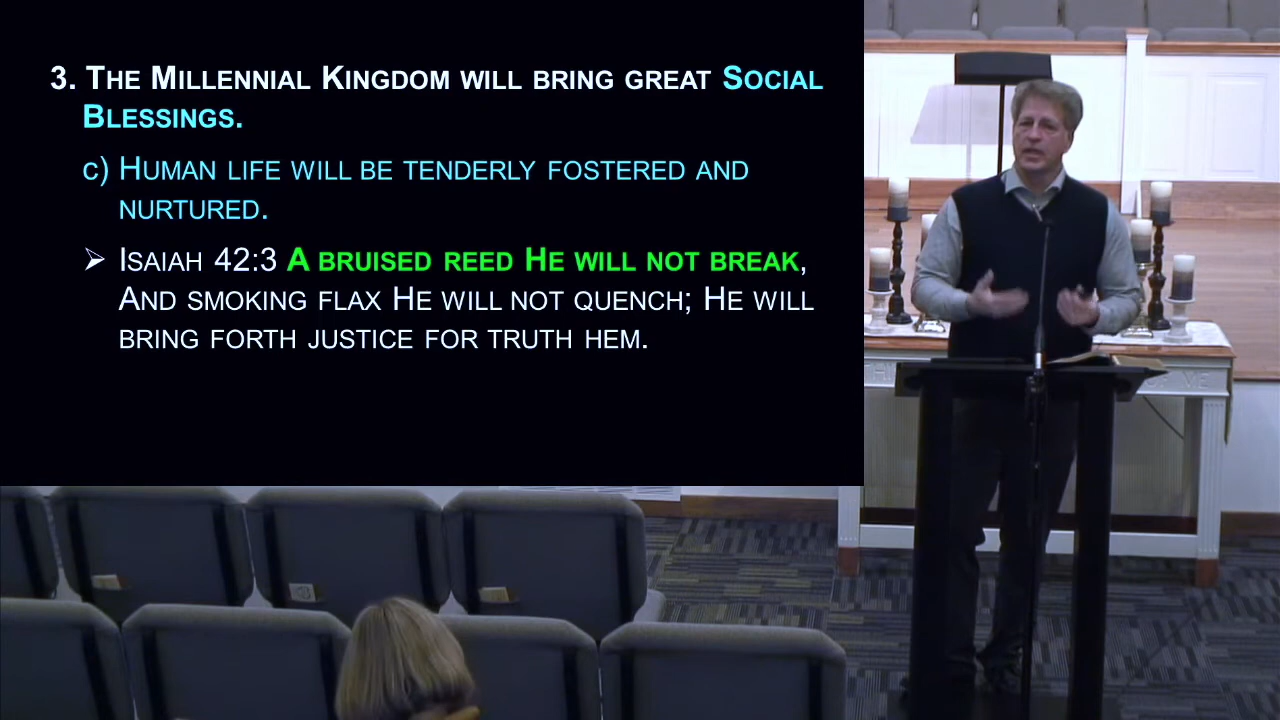 3. The Millennial Kingdom will bring great Social
Blessings.
c) Human life will be tenderly fostered and
nurtured.
➢ Isaiah 42:3 A bruised reed He will not break,
And smoking flax He will not quench; He will
bring forth justice for truth hem.
ME